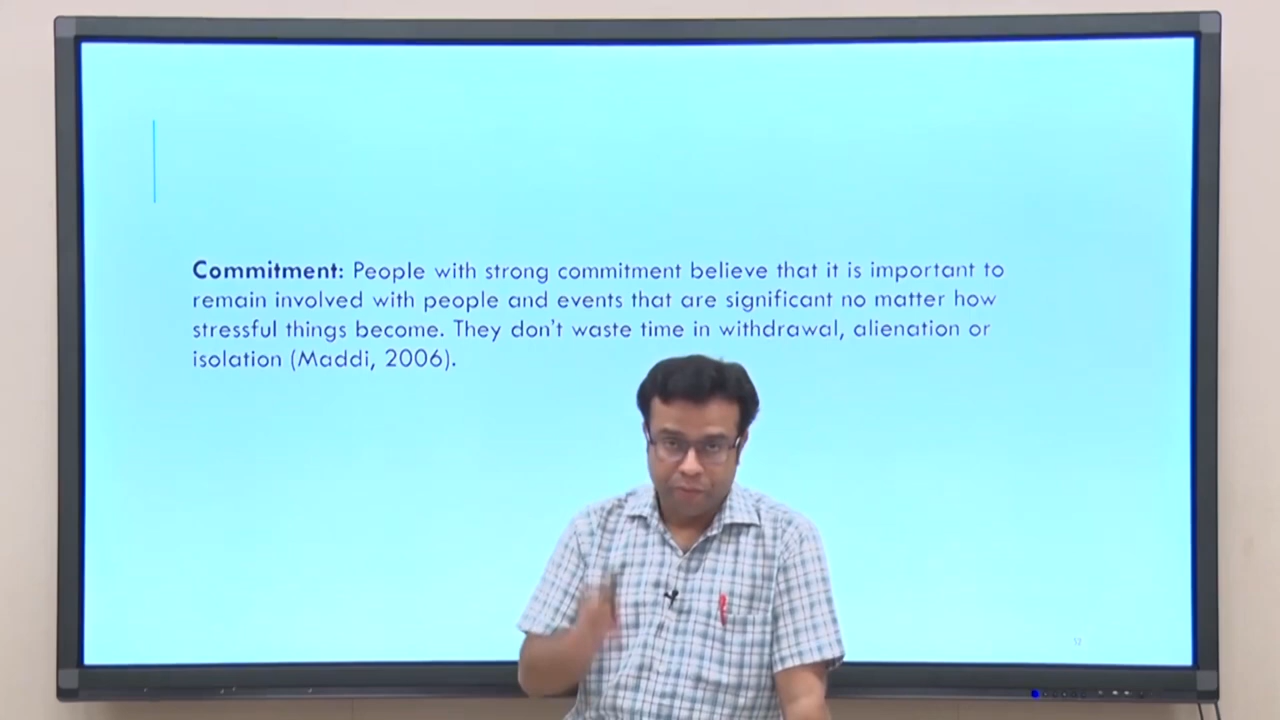 Commitment: People with strong commitment believe that it is important to
remain involved with people and events that are significant no matter how
stressful things become. They don't waste time in withdrawal, alienation or
isolation (Maddi, 2006).
12